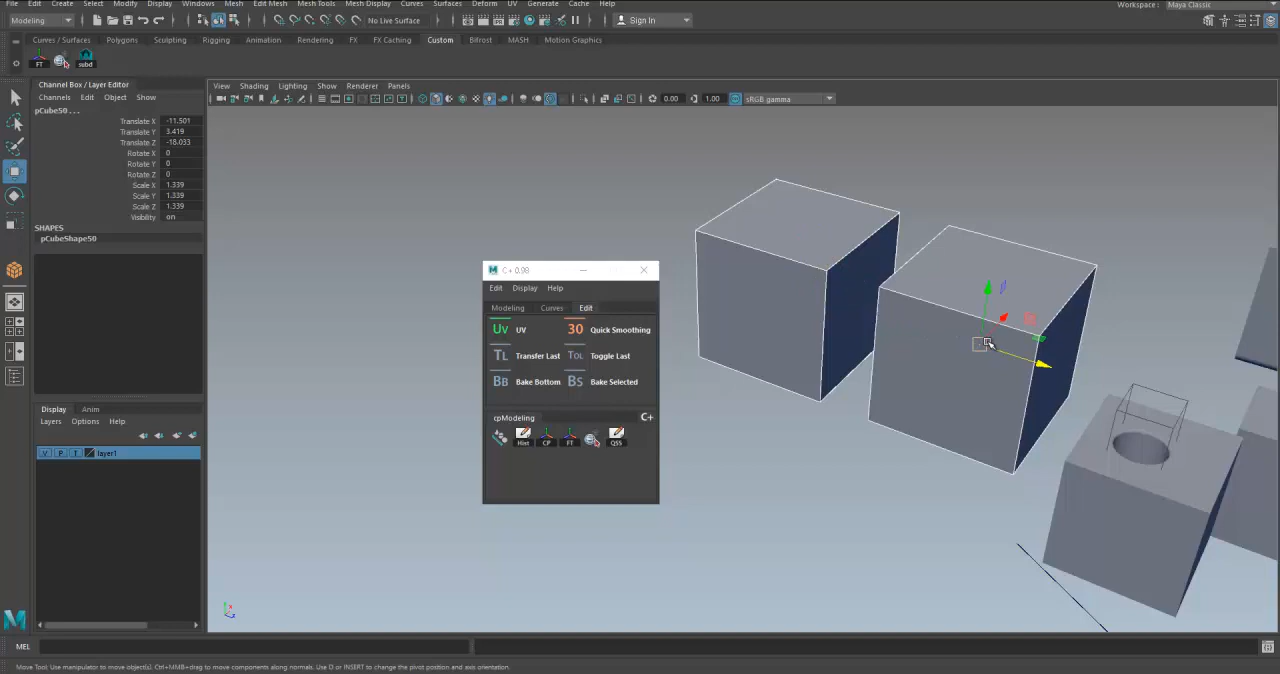 File Edit Create Select Modify Display Windows Mesh Edit Mesh Mesh Tools Mesh Display Curves Surfaces Deform UV Generate Cache Help Workspace : Maya Classic
Modeling No Live Surface Sign In
Curves / Surfaces Polygons Sculpting Rigging Animation Rendering FX FX Caching Custom Bifrost MASH Motion Graphics
FT subd
Channel Box / Layer Editor
Channels Edit Object Show
pCube50 . . .
Translate X -11.501
Translate Y 3.419
Translate Z -18.033
Rotate X 0
Rotate Y 0
Rotate Z 0
Scale X 1.339
Scale Y 1.339
Scale Z 1.339
Visibility on
SHAPES
pCubeShape50
View Shading Lighting Show Renderer Panels
0.00 1.00 sRGB gamma
C+ 0.98
Edit Display Help
Modeling Curves Edit
Uv UV 30 Quick Smoothing
TL Transfer Last TOL Toggle Last
BB Bake Bottom BS Bake Selected
cpModeling C+
Hist CP FT QSS
Display Anim
Layers Options Help
V P T layer1
MEL
Move Tool: Use manipulator to move object(s). Ctrl+MMB+drag to move components along normals. Use D or INSERT to change the pivot position and axis orientation.